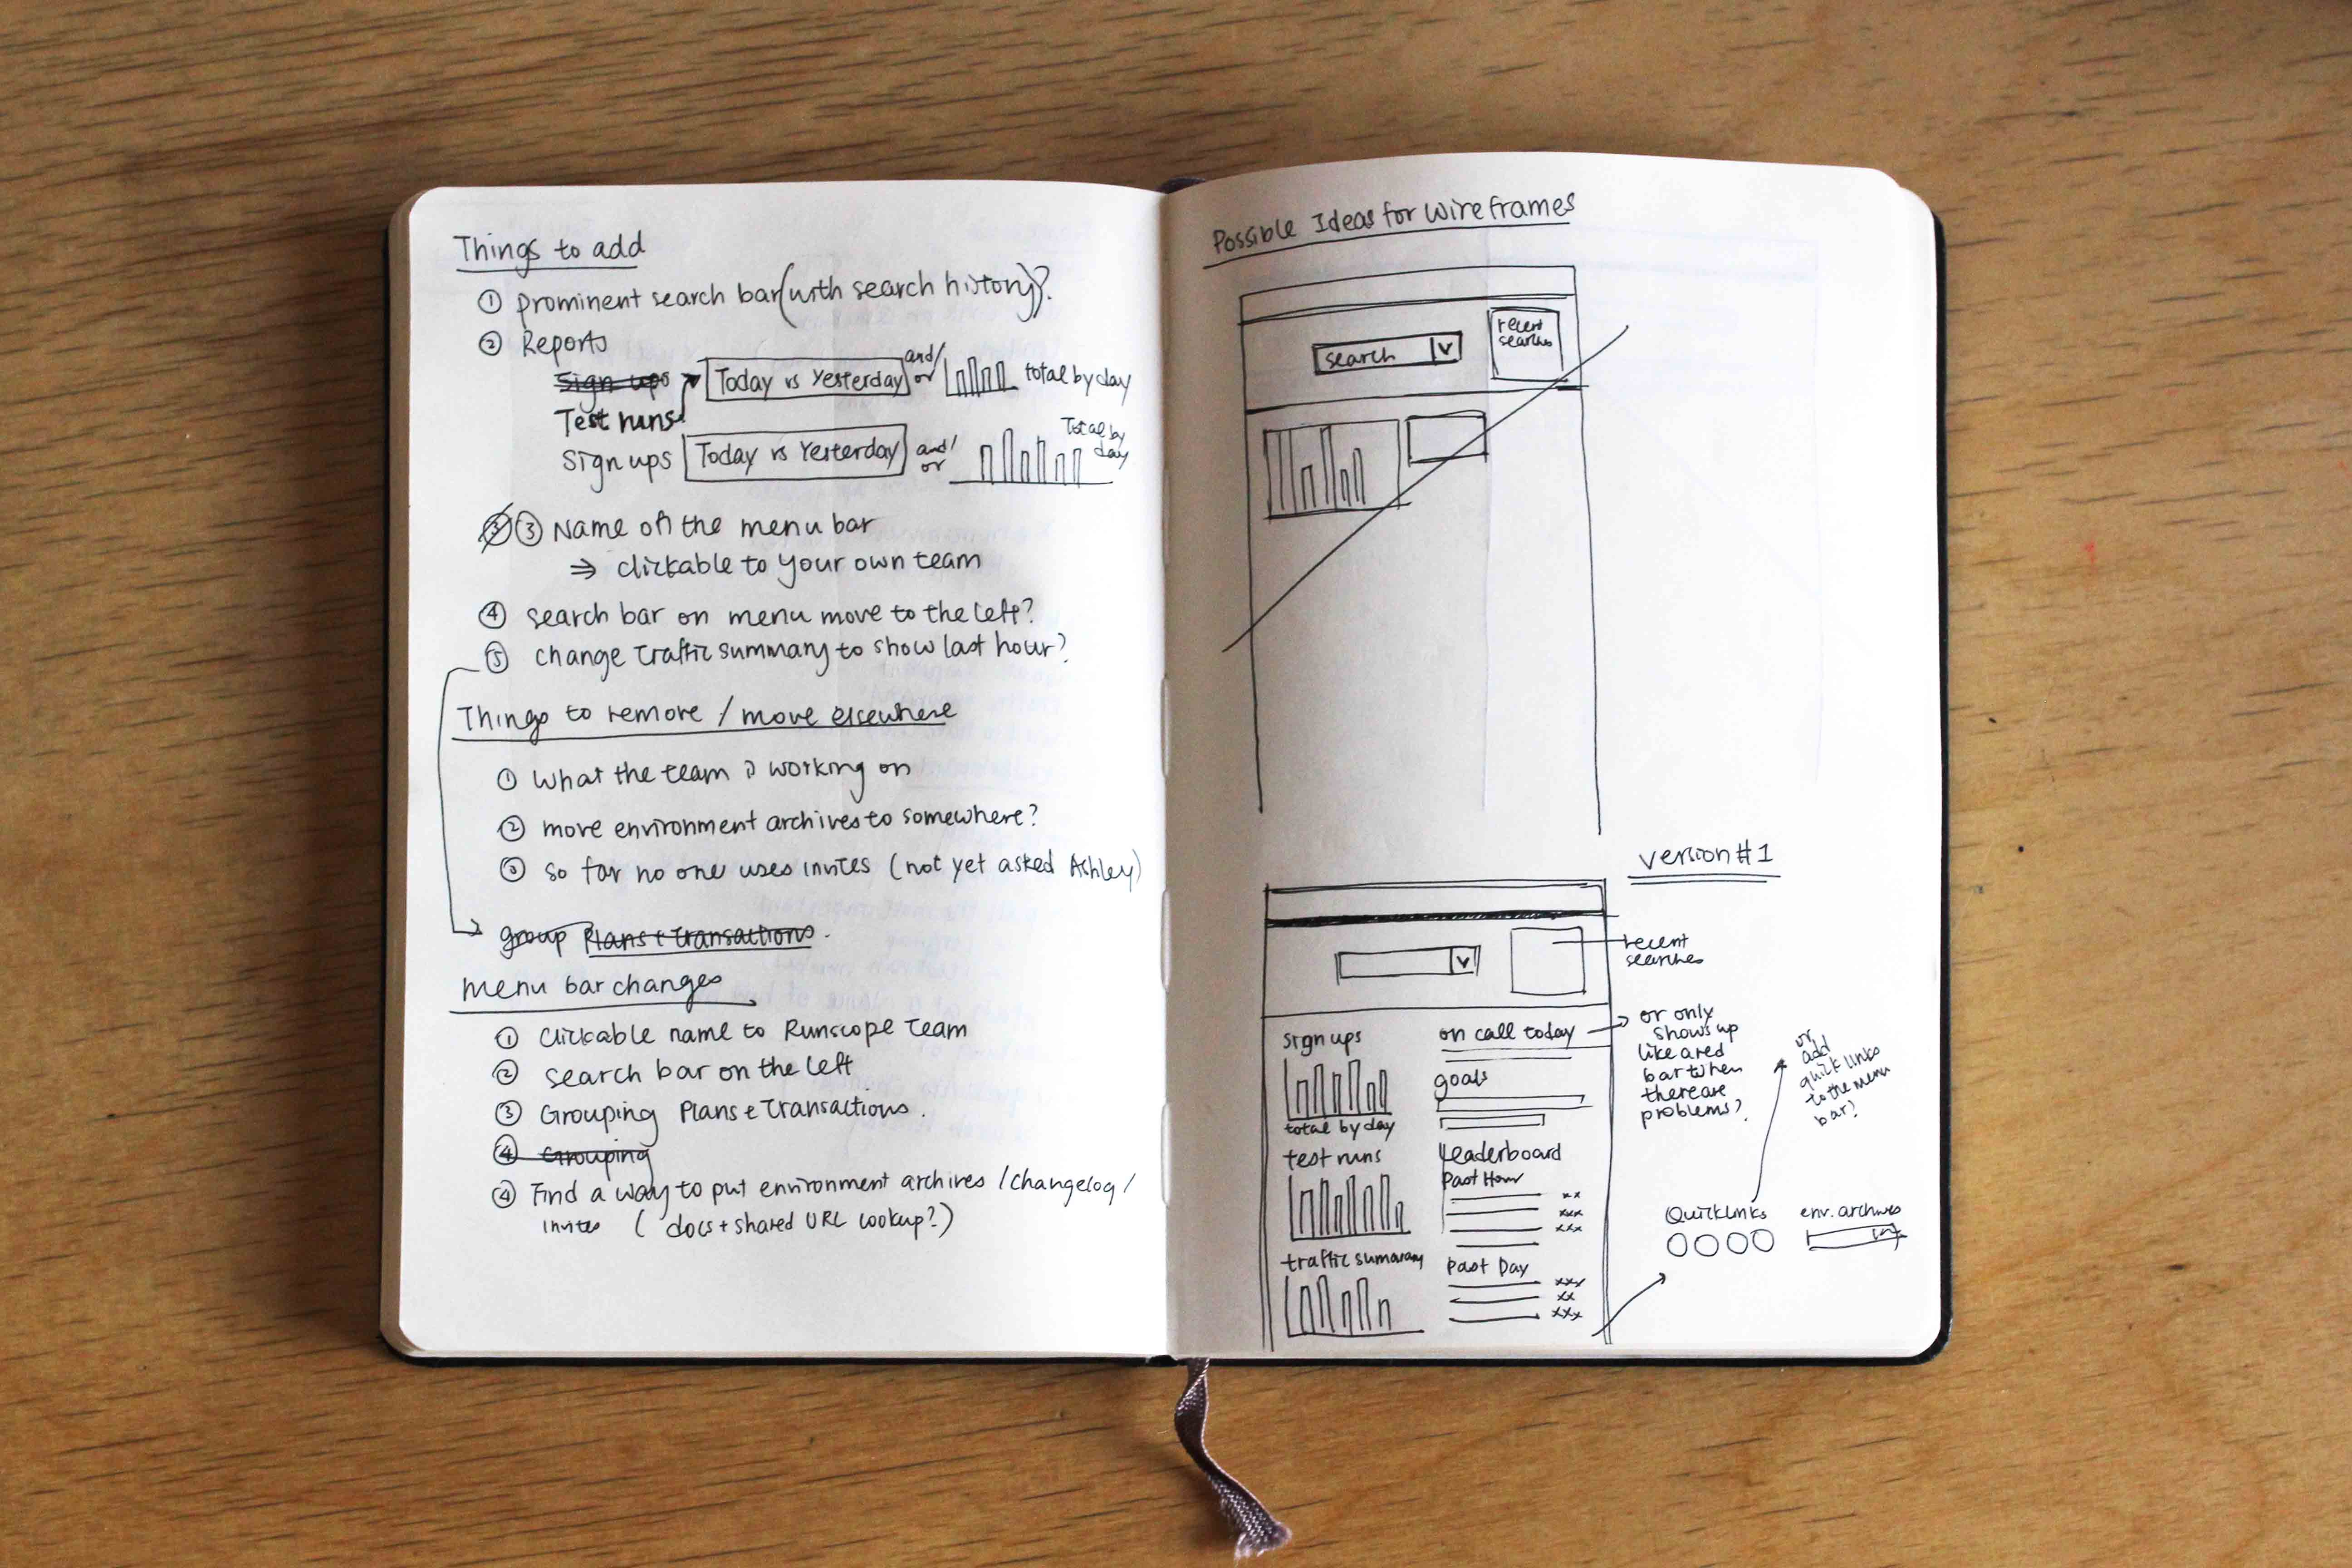 Things to add
① Prominent search bar (with search history)?
② Reports
Sign ups
Today vs Yesterday and/or total by day
Test runs
Sign ups Today vs Yesterday and/or Total by day
③ ③ Name on the menu bar
⇒ clickable to your own team
④ search bar on menu move to the left?
⑤ change traffic summary to show last hour?
Things to remove / move elsewhere
① What the team is working on
② move environment archives to somewhere?
③ so far no one uses invites (not yet asked Ashley)
group Plans & Transactions.
Menu bar changes
① Clickable name to Runscope Team
② Search bar on the left
③ Grouping Plans & Transactions.
④ Grouping
④ Find a way to put environment archives / changelog /
invites ( docs + shared URL lookup?)
Possible Ideas for Wireframes
search V
recent
searches
Version #1
V
recent
searches
sign ups
total by day
test runs
traffic summary
on call today
goals
Leaderboard
Past Hour
xx
xxx
xxx
Past Day
xxx
xx
xxx
or only
shows up
like a red
bar when
there are
problems?
or
add
quick links
to the menu
bar?
Quicklinks
env. archives